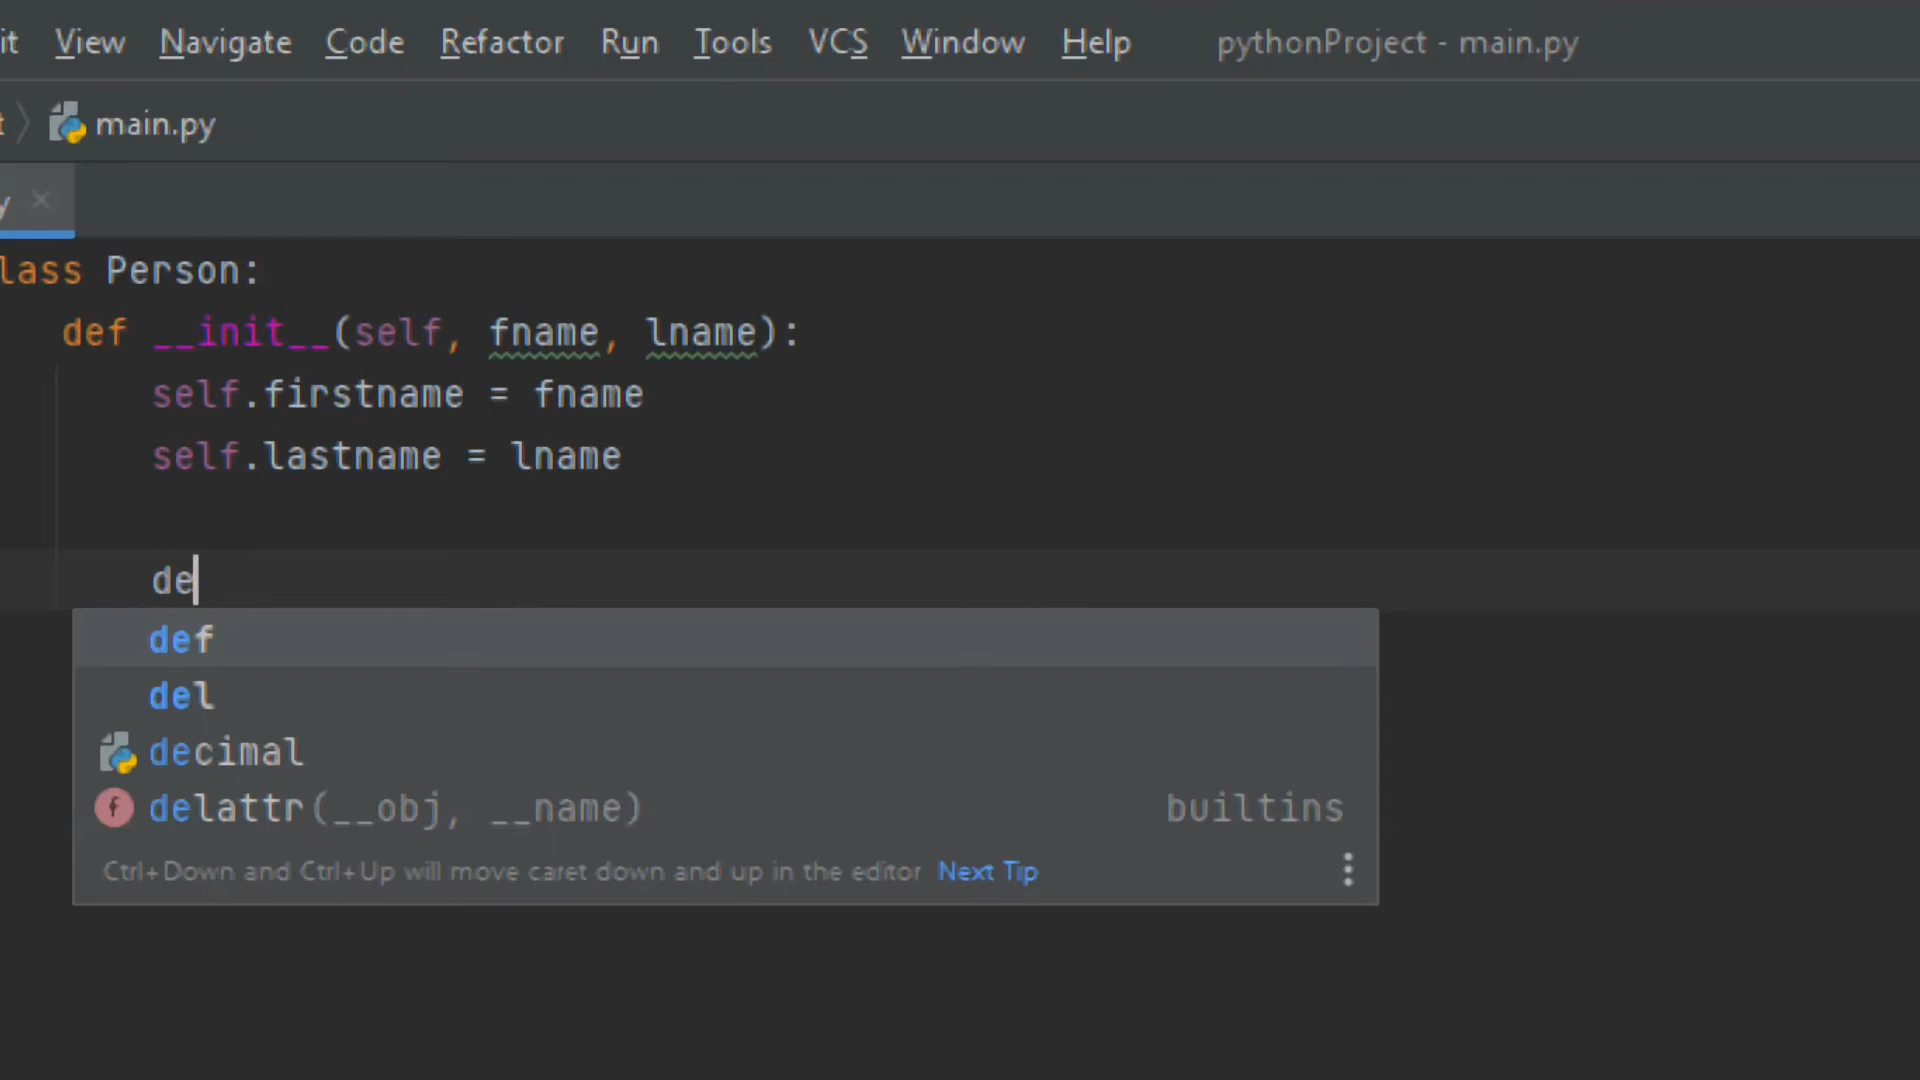 it View Navigate Code Refactor Run Tools VCS Window Help pythonProject - main.py
t main.py
y
lass Person:
def __init__(self, fname, lname):
self.firstname = fname
self.lastname = lname
de
def
del
decimal
delattr(__obj, __name) builtins
Ctrl+Down and Ctrl+Up will move caret down and up in the editor Next Tip